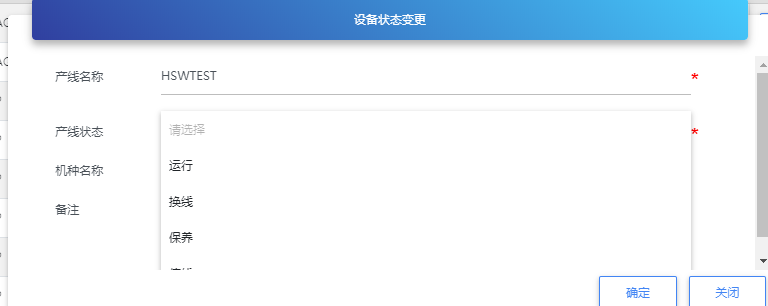 设备状态变更
产线名称
HSWTEST
*
产线状态
请选择
*
运行
机种名称
换线
备注
保养
确定
关闭